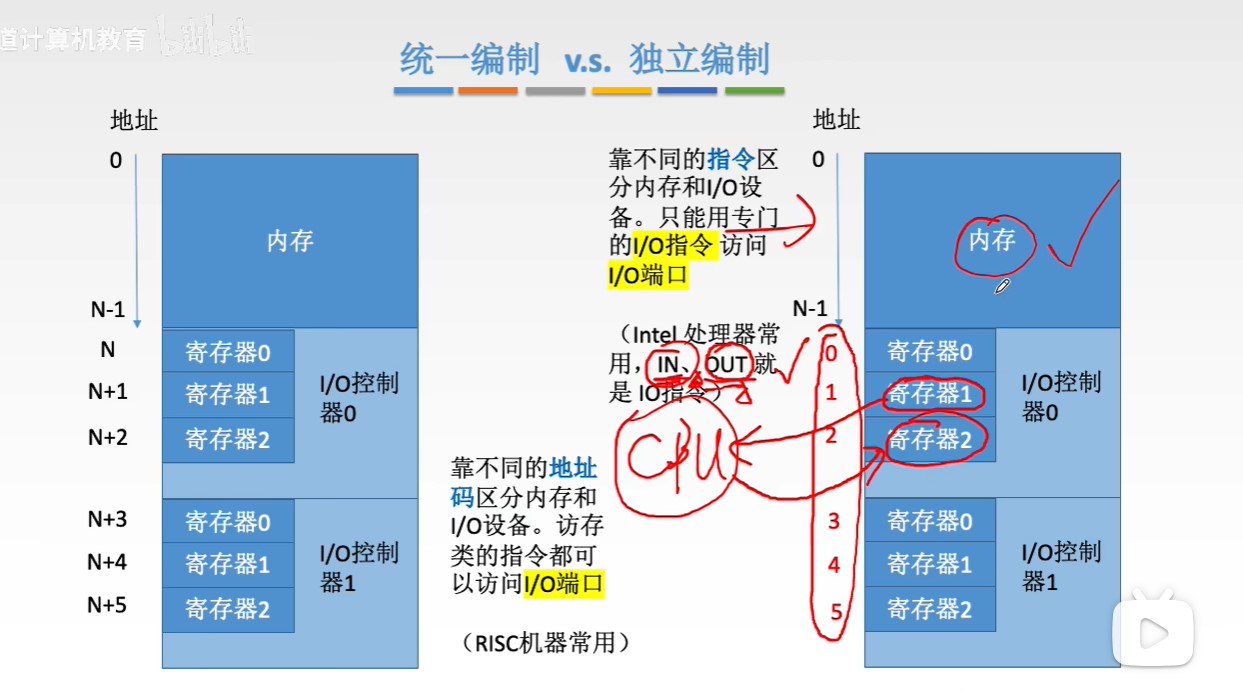 道计算机教育 bilibili
统一编制 v.s. 独立编制
地址
0
内存
N-1
N
寄存器0
N+1
寄存器1
N+2
寄存器2
I/O控制
器0
N+3
寄存器0
N+4
寄存器1
N+5
寄存器2
I/O控制
器1
靠不同的地址
码区分内存和
I/O设备。访存
类的指令都可
以访问I/O端口
（RISC机器常用）
靠不同的指令区
分内存和I/O设
备。只能用专门
的I/O指令 访问
I/O端口
（Intel 处理器常
用，IN、OUT 就
是 IO指令）
CPU
地址
0
内存
N-1
0
寄存器0
1
寄存器1
2
寄存器2
I/O控制
器0
3
寄存器0
4
寄存器1
5
寄存器2
I/O控制
器1